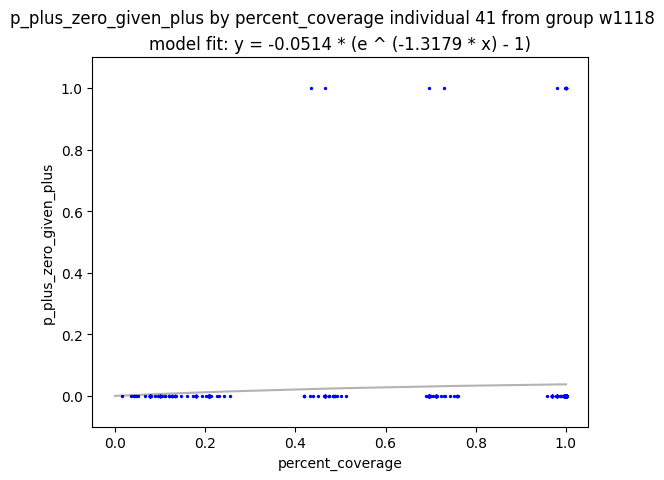 p_plus_zero_given_plus by percent_coverage individual 41 from group w1118
model fit: y = -0.0514 * (e ^ (-1.3179 * x) - 1)
1.0
0.8
0.6
0.4
0.2
0.0
p_plus_zero_given_plus
0.0 0.2 0.4 0.6 0.8 1.0
percent_coverage